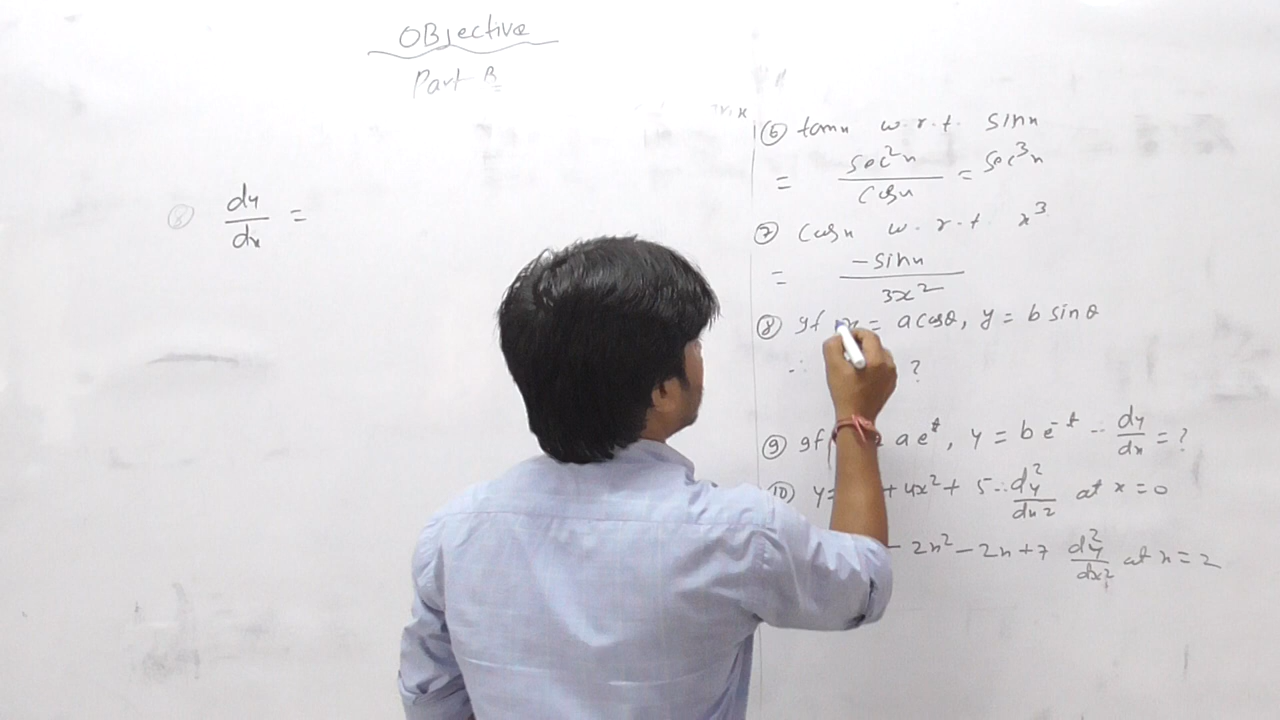 OBjective
Part B
⑧ dy/dx =
⑥ tanx w.r.t. sinx
= sec²x/cosx = sec³x
⑦ cosx w.r.t x³
= -sinx/3x²
⑧ If x = a cosθ, y = b sinθ
∴ ?
⑨ If a eᵗ, y = b e⁻ᵗ ∴ dy/dx = ?
⑩ y = + 4x² + 5 ∴ d²y/dx² at x = 0
- 2x² - 2x + 7 d²y/dx² at x = 2